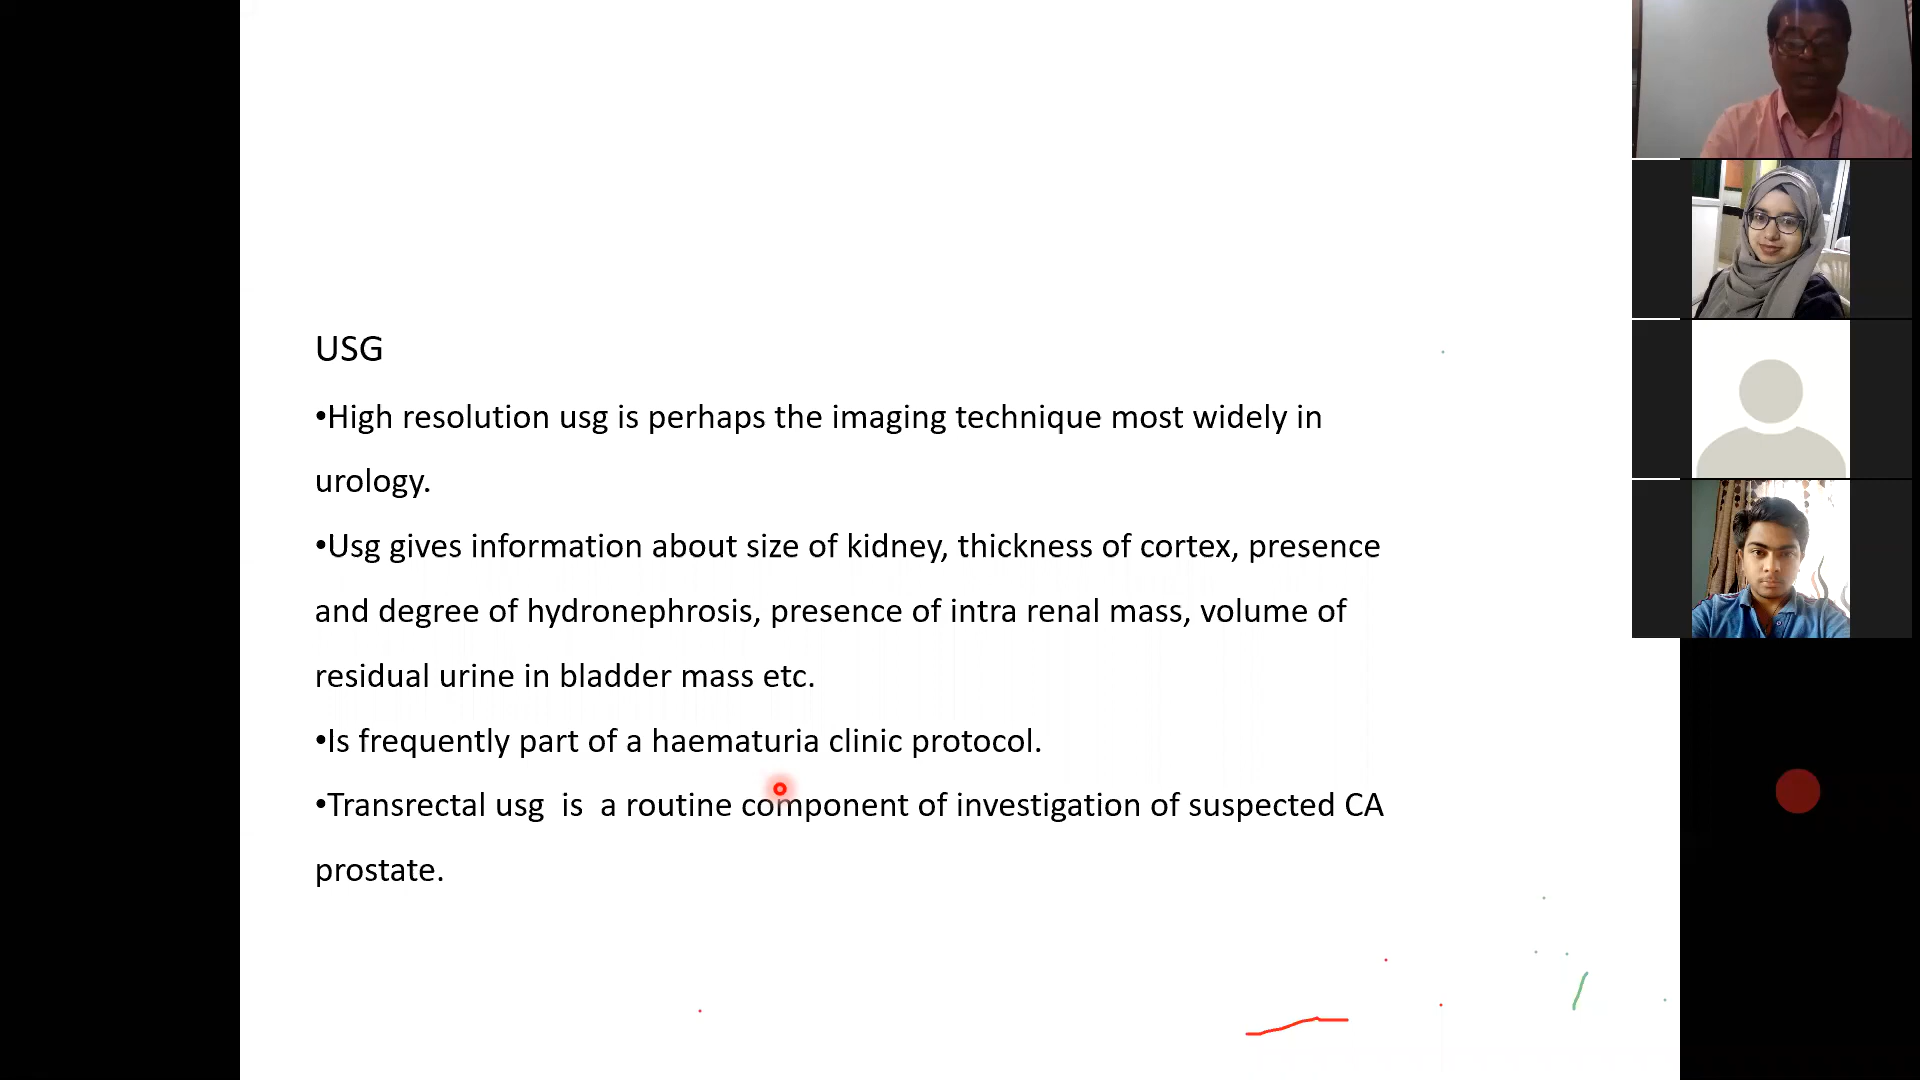 USG
•High resolution usg is perhaps the imaging technique most widely in
urology.
•Usg gives information about size of kidney, thickness of cortex, presence
and degree of hydronephrosis, presence of intra renal mass, volume of
residual urine in bladder mass etc.
•Is frequently part of a haematuria clinic protocol.
•Transrectal usg  is  a routine component of investigation of suspected CA
prostate.